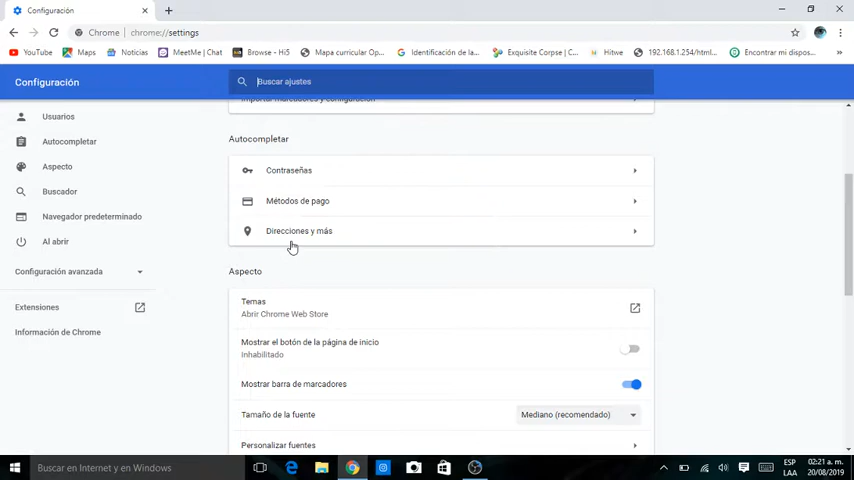 Configuración
Chrome | chrome://settings
YouTube
Maps
Noticias
MeetMe | Chat
Browse - Hi5
Mapa curricular Op...
Identificación de la...
Exquisite Corpse | C...
Hitwe
192.168.1.254/html...
Encontrar mi dispos...
»
Configuración
Buscar ajustes
Usuarios
Autocompletar
Aspecto
Buscador
Navegador predeterminado
Al abrir
Configuración avanzada
Extensiones
Información de Chrome
Importar marcadores y configuración
Autocompletar
Contraseñas
Métodos de pago
Direcciones y más
Aspecto
Temas
Abrir Chrome Web Store
Mostrar el botón de la página de inicio
Inhabilitado
Mostrar barra de marcadores
Tamaño de la fuente
Mediano (recomendado)
Personalizar fuentes
Buscar en Internet y en Windows
ESP
LAA
02:21 a.m.
20/08/2019